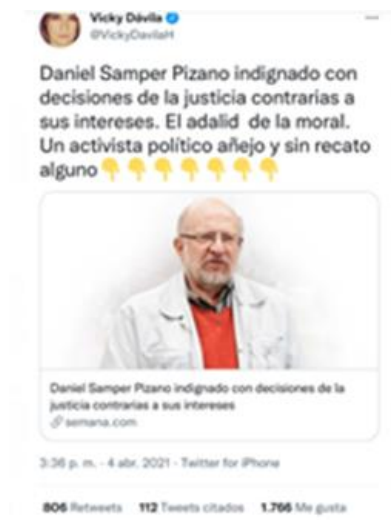 Vicky Dávila
@VickyDavilaH
Daniel Samper Pizano indignado con
decisiones de la justicia contrarias a
sus intereses. El adalid de la moral.
Un activista político añejo y sin recato
alguno👇👇👇👇👇👇👇
Daniel Samper Pizano indignado con decisiones de la
justicia contrarias a sus intereses
semana.com
3:36 p. m. · 4 abr. 2021 · Twitter for iPhone
806 Retweets 112 Tweets citados 1.766 Me gusta